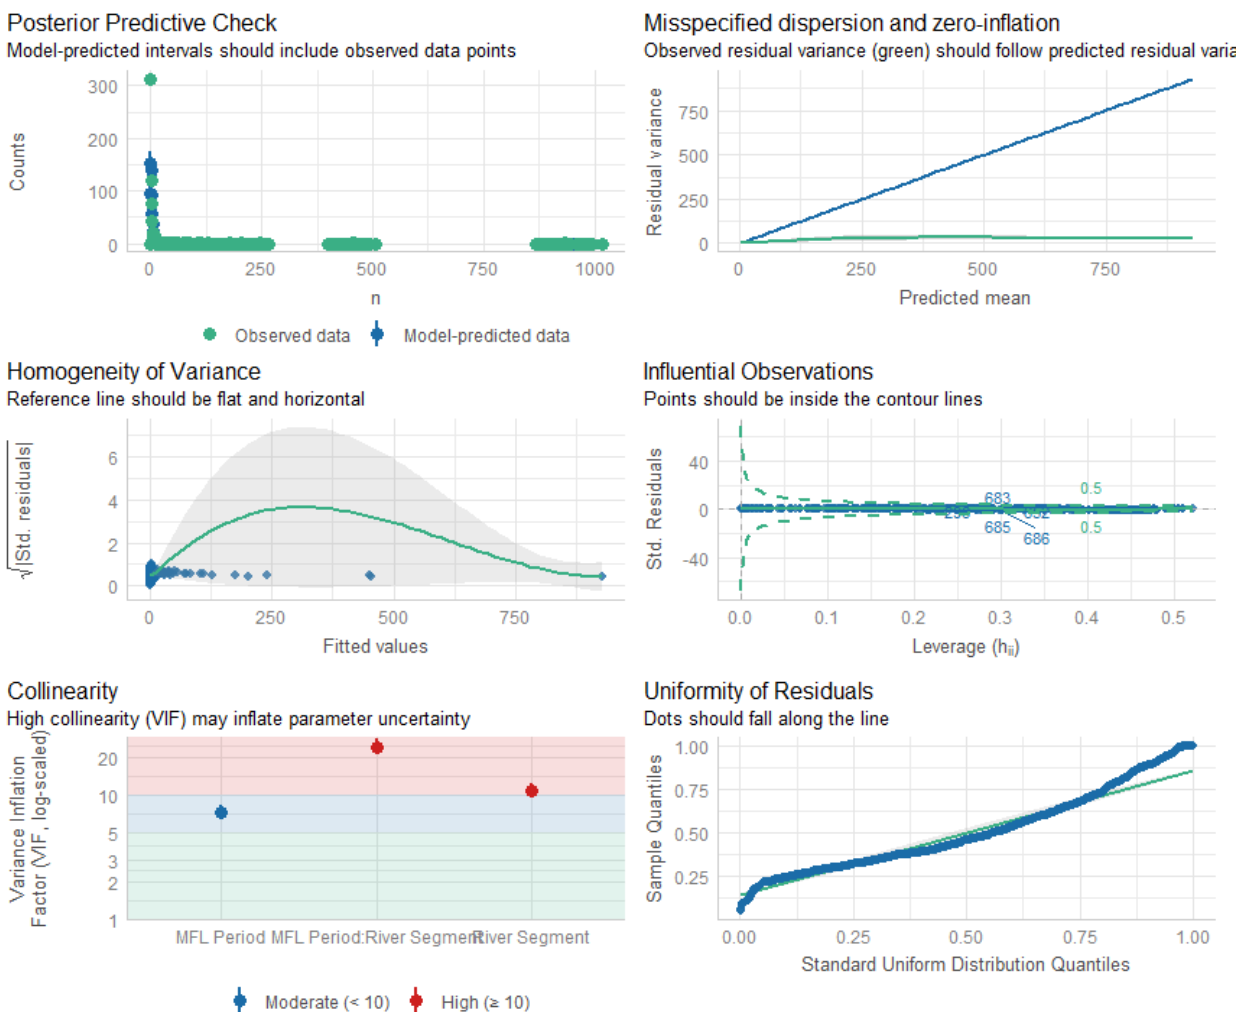 Posterior Predictive Check
Model-predicted intervals should include observed data points
Counts
300
200
100
0
0
250
500
750
1000
n
Observed data
Model-predicted data
Misspecified dispersion and zero-inflation
Observed residual variance (green) should follow predicted residual varia
Residual variance
750
500
250
0
0
250
500
750
Predicted mean
Homogeneity of Variance
Reference line should be flat and horizontal
√|Std. residuals|
6
4
2
0
0
250
500
750
Fitted values
Influential Observations
Points should be inside the contour lines
Std. Residuals
40
0
-40
683
0.5
685
0.5
686
0.0
0.1
0.2
0.3
0.4
0.5
Leverage (hᵢᵢ)
Collinearity
High collinearity (VIF) may inflate parameter uncertainty
Variance Inflation
Factor (VIF, log-scaled)
20
10
5
3
2
1
MFL Period
MFL Period:River Segment
River Segment
Moderate (< 10)
High (≥ 10)
Uniformity of Residuals
Dots should fall along the line
Sample Quantiles
1.00
0.75
0.50
0.25
0.00
0.25
0.50
0.75
1.00
Standard Uniform Distribution Quantiles